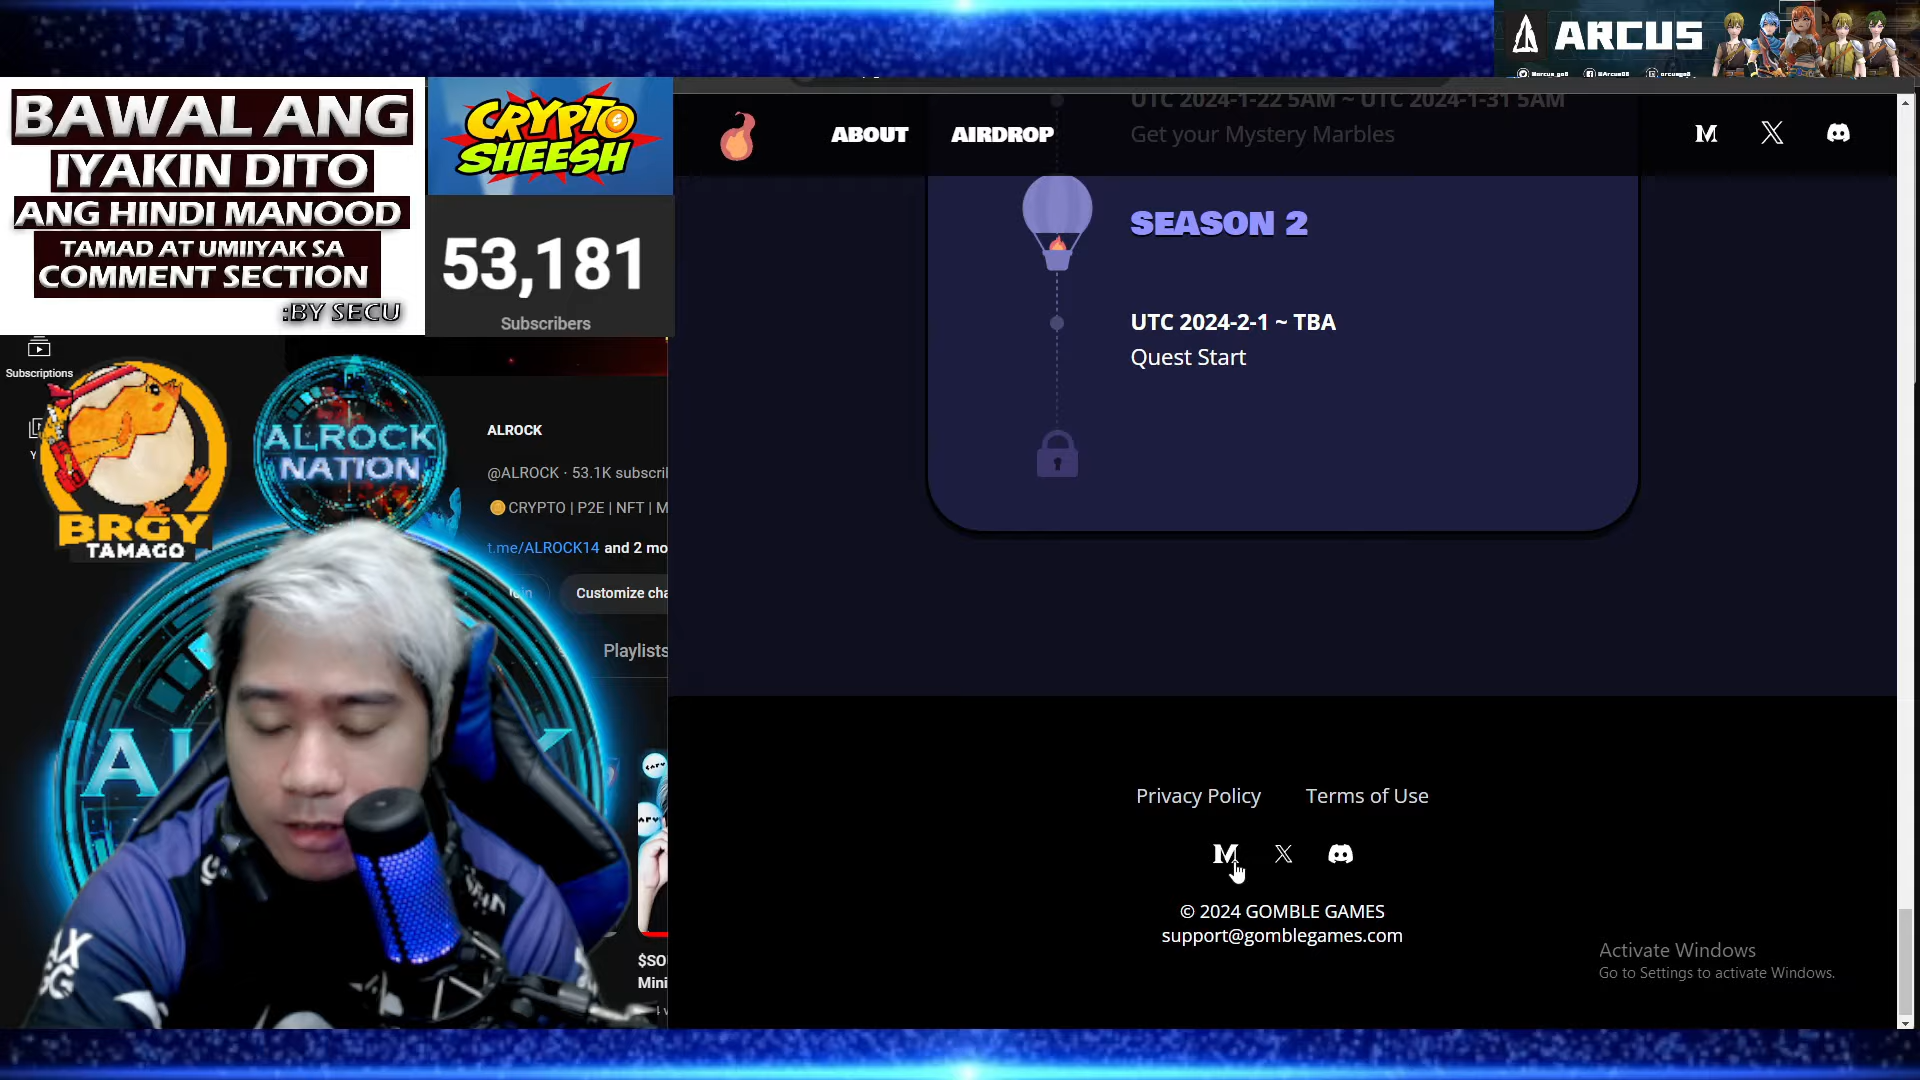 ARCUS
BAWAL ANG
IYAKIN DITO
ANG HINDI MANOOD
TAMAD AT UMIIYAK SA
COMMENT SECTION
:BY SECU
CRYPTO
SHEESH
53,181
Subscribers
ABOUT
AIRDROP
UTC 2024-1-22 5AM ~ UTC 2024-1-31 5AM
Get your Mystery Marbles
SEASON 2
UTC 2024-2-1 ~ TBA
Quest Start
Subscriptions
BRGY
TAMAGO
ALROCK
NATION
ALROCK
@ALROCK · 53.1K subscri
CRYPTO | P2E | NFT | M
t.me/ALROCK14 and 2 mo
Customize cha
Playlists
$SO
Mini
Privacy Policy
Terms of Use
© 2024 GOMBLE GAMES
support@gomblegames.com
Activate Windows
Go to Settings to activate Windows.